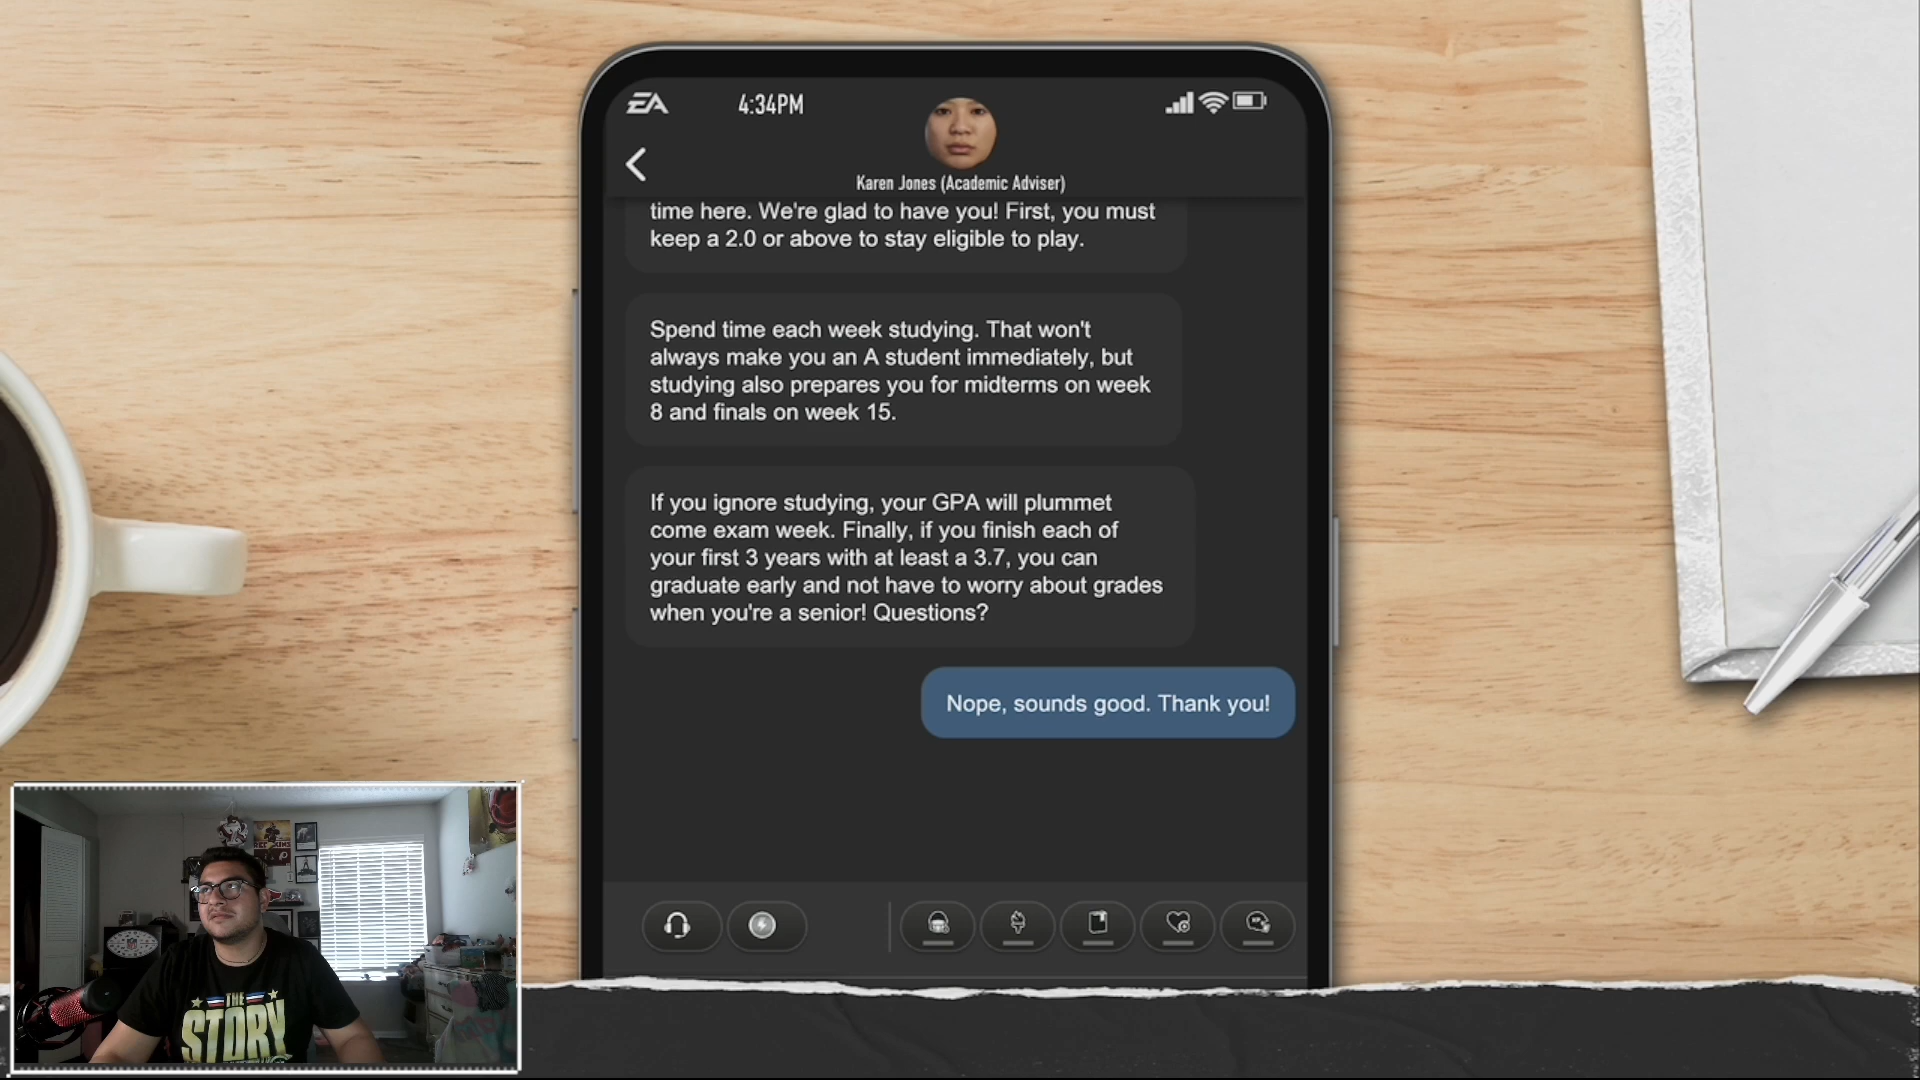 EA
4:34PM
Karen Jones (Academic Adviser)
time here. We're glad to have you! First, you must
keep a 2.0 or above to stay eligible to play.
Spend time each week studying. That won't
always make you an A student immediately, but
studying also prepares you for midterms on week
8 and finals on week 15.
If you ignore studying, your GPA will plummet
come exam week. Finally, if you finish each of
your first 3 years with at least a 3.7, you can
graduate early and not have to worry about grades
when you're a senior! Questions?
Nope, sounds good. Thank you!
THE
STORY